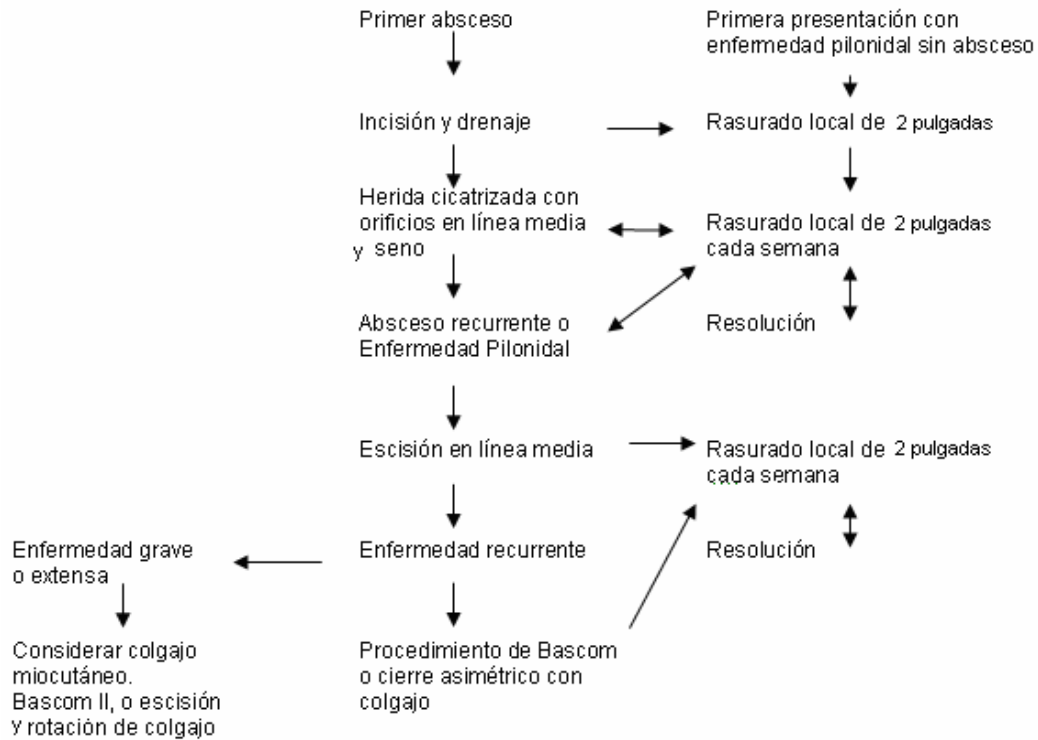 Primer absceso
Primera presentación con
enfermedad pilonidal sin absceso
Incisión y drenaje
Rasurado local de 2 pulgadas
Herida cicatrizada con
orificios en línea media
y seno
Rasurado local de 2 pulgadas
cada semana
Absceso recurrente o
Enfermedad Pilonidal
Resolución
Escisión en línea media
Rasurado local de 2 pulgadas
cada semana
Enfermedad grave
o extensa
Enfermedad recurrente
Resolución
Considerar colgajo
miocutáneo.
Bascom II, o escisión
y rotación de colgajo
Procedimiento de Bascom
o cierre asimétrico con
colgajo